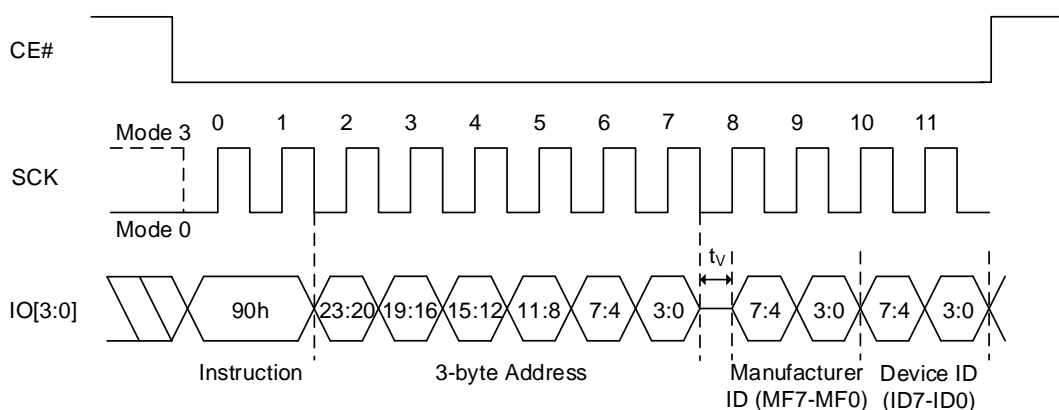 CE#
Mode 3
0 1 2 3 4 5 6 7 8 9 10 11
SCK
Mode 0
tV
IO[3:0]
90h 23:20 19:16 15:12 11:8 7:4 3:0 7:4 3:0 7:4 3:0
Instruction 3-byte Address Manufacturer Device ID
ID (MF7-MF0) (ID7-ID0)